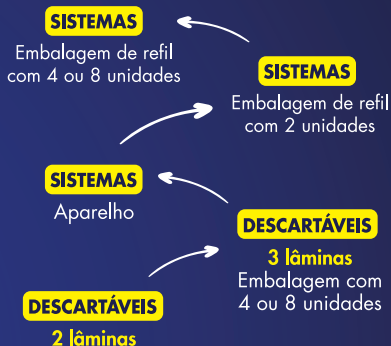 SISTEMAS
Embalagem de refil
com 4 ou 8 unidades
SISTEMAS
Embalagem de refil
com 2 unidades
SISTEMAS
Aparelho
DESCARTÁVEIS
3 lâminas
Embalagem com
4 ou 8 unidades
DESCARTÁVEIS
2 lâminas